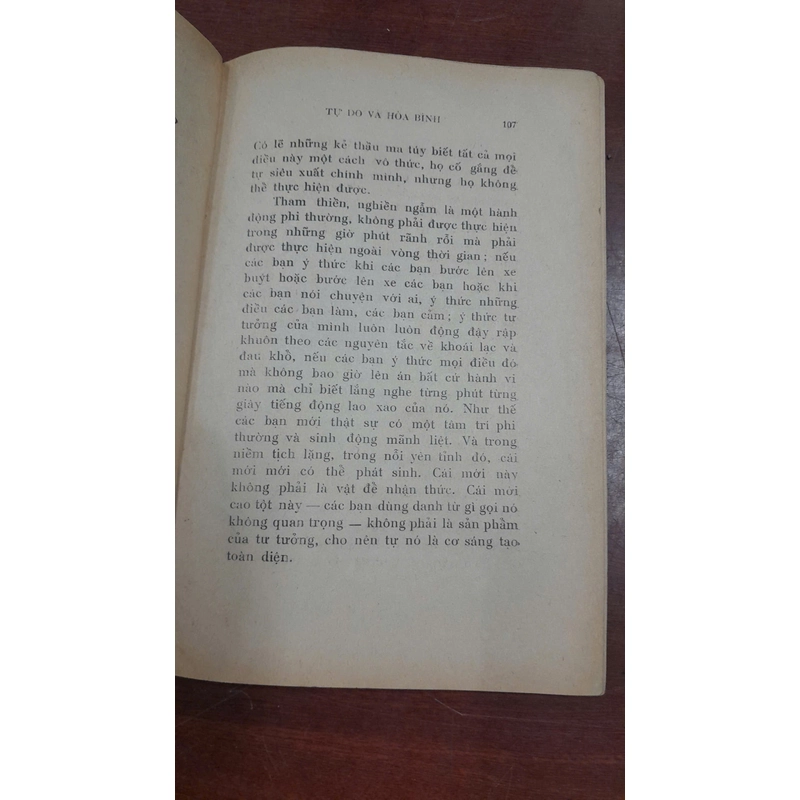 TỰ DO VÀ HÒA BÌNH 107
Có lẽ những kẻ thầu ma túy biết tất cả mọi
điều này một cách vô thức, họ cố gắng để
tự siêu xuất chính mình, nhưng họ không
thể thực hiện được.
Tham thiền, nghiền ngẫm là một hành
động phi thường, không phải được thực hiện
trong những giờ phút rãnh rỗi mà phải
được thực hiện ngoài vòng thời gian; nếu
các bạn ý thức khi các bạn bước lên xe
buýt hoặc bước lên xe các bạn hoặc khi
các bạn nói chuyện với ai, ý thức những
điều các bạn làm, các bạn cảm; ý thức tư
tưởng của mình luôn luôn động đậy rập
khuôn theo các nguyên tắc về khoái lạc và
đau khổ, nếu các bạn ý thức mọi điều đó
mà không bao giờ lên án bất cứ hành vi
nào mà chỉ biết lắng nghe từng phút từng
giây tiếng động lao xao của nó. Như thế
các bạn mới thật sự có một tâm trí phi
thường và sinh động mãnh liệt. Và trong
niềm tịch lặng, trong nỗi yên tĩnh đó, cái
mới mới có thể phát sinh. Cái mới này
không phải là vật để nhận thức. Cái mới
cao tột này — các bạn dùng danh từ gì gọi nó
không quan trọng — không phải là sản phẩm
của tư tưởng, cho nên tự nó là cơ sáng tạo
toàn diện.